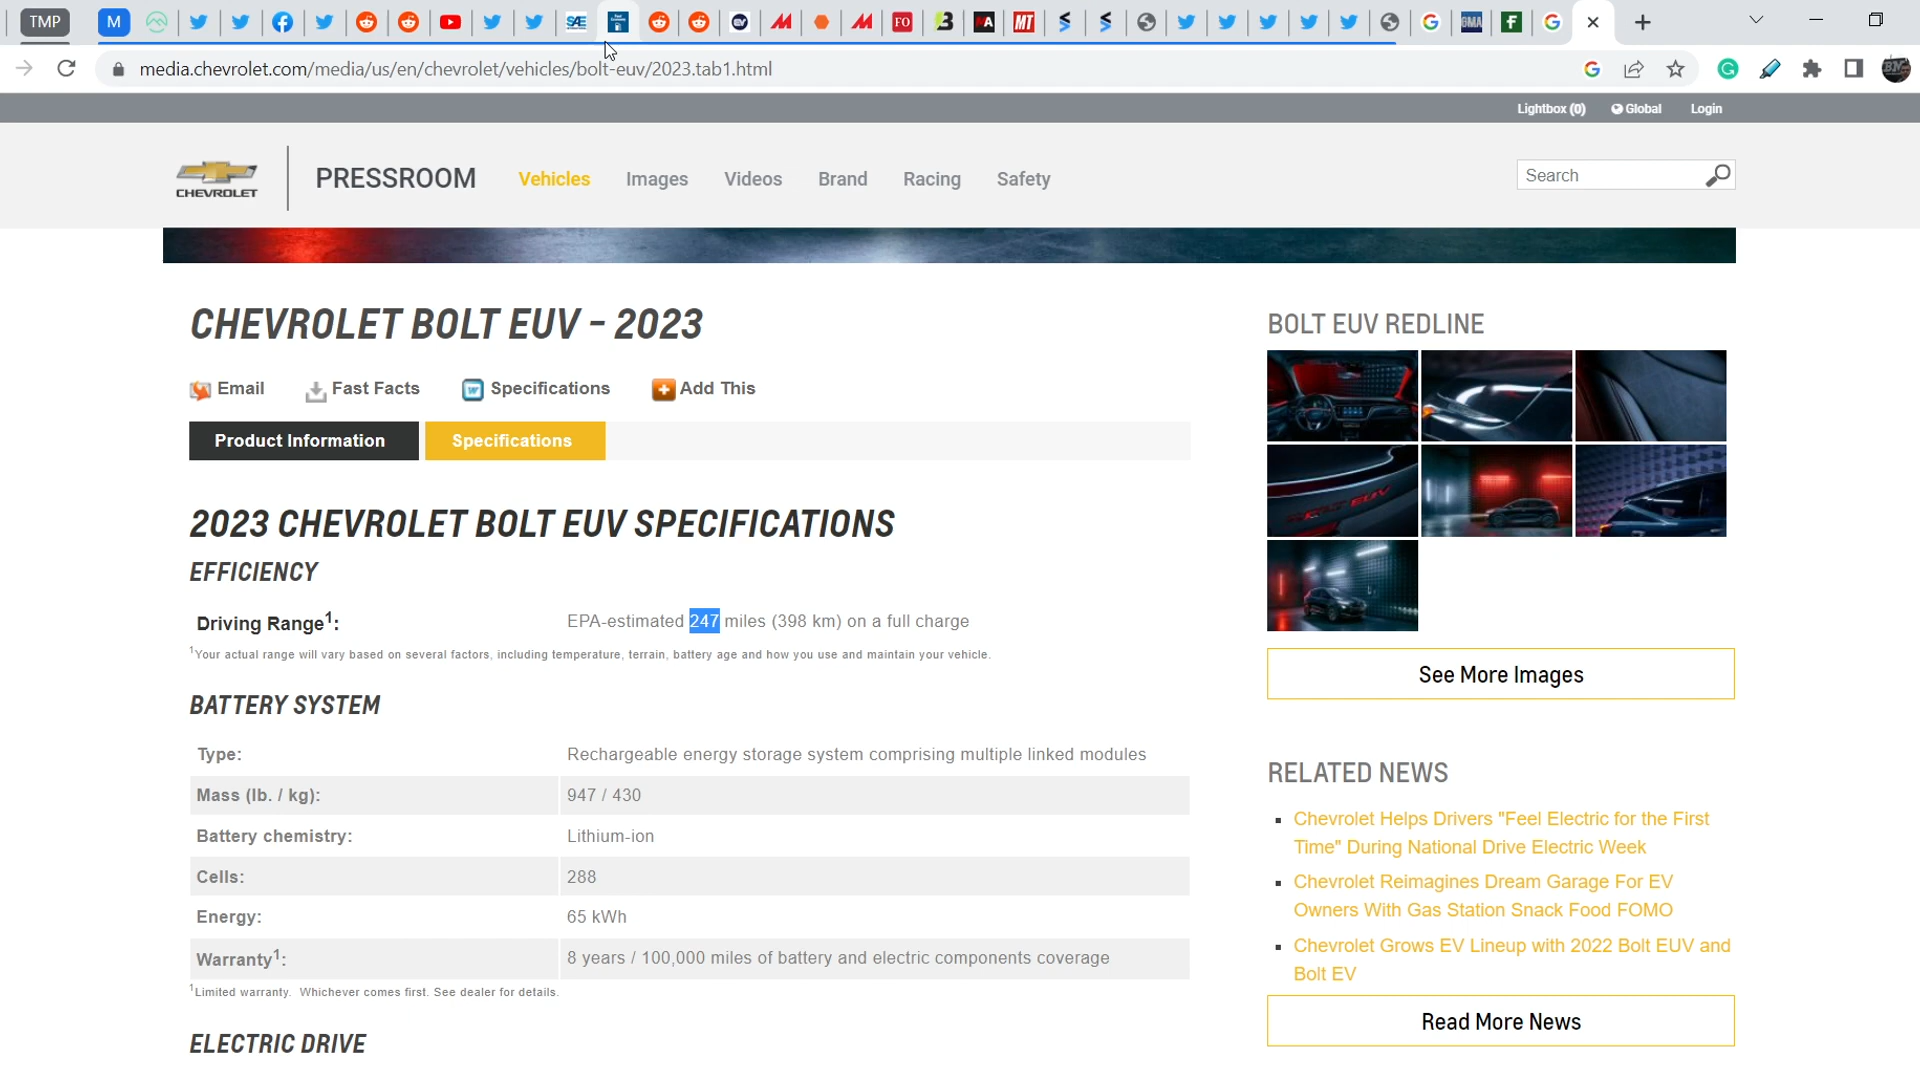 TMP
M
SAE
EV
FO
B
MA
MT
GMA
f
media.chevrolet.com/media/us/en/chevrolet/vehicles/bolt-euv/2023.tab1.html
Lightbox (0) Global Login
CHEVROLET
PRESSROOM Vehicles Images Videos Brand Racing Safety
Search
CHEVROLET BOLT EUV – 2023
Email Fast Facts Specifications Add This
Product Information Specifications
2023 CHEVROLET BOLT EUV SPECIFICATIONS
EFFICIENCY
Driving Range1: EPA-estimated 247 miles (398 km) on a full charge
1Your actual range will vary based on several factors, including temperature, terrain, battery age and how you use and maintain your vehicle.
BATTERY SYSTEM
Type: Rechargeable energy storage system comprising multiple linked modules
Mass (lb. / kg): 947 / 430
Battery chemistry: Lithium-ion
Cells: 288
Energy: 65 kWh
Warranty1: 8 years / 100,000 miles of battery and electric components coverage
1Limited warranty. Whichever comes first. See dealer for details.
ELECTRIC DRIVE
BOLT EUV REDLINE
BOLT EUV
See More Images
RELATED NEWS
Chevrolet Helps Drivers "Feel Electric for the First
Time" During National Drive Electric Week
Chevrolet Reimagines Dream Garage For EV
Owners With Gas Station Snack Food FOMO
Chevrolet Grows EV Lineup with 2022 Bolt EUV and
Bolt EV
Read More News